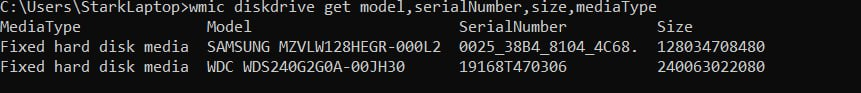 C:\Users\StarkLaptop>wmic diskdrive get model,serialNumber,size,mediaType
MediaType Model SerialNumber Size
Fixed hard disk media SAMSUNG MZVLW128HEGR-000L2 0025_38B4_8104_4C68. 128034708480
Fixed hard disk media WDC WDS240G2G0A-00JH30 19168T470306 240063022080